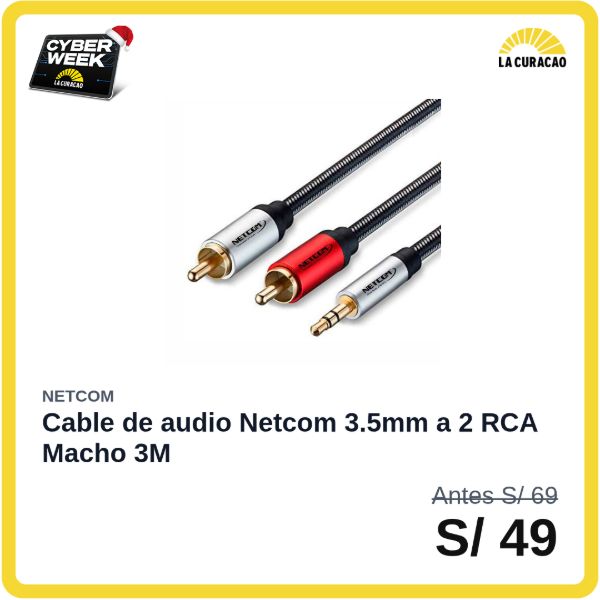 CYBER
WEEK
LA CURACAO
LA CURACAO
NETCOM
NETCOM
NETCOM
NETCOM
Cable de audio Netcom 3.5mm a 2 RCA
Macho 3M
Antes S/ 69
S/ 49